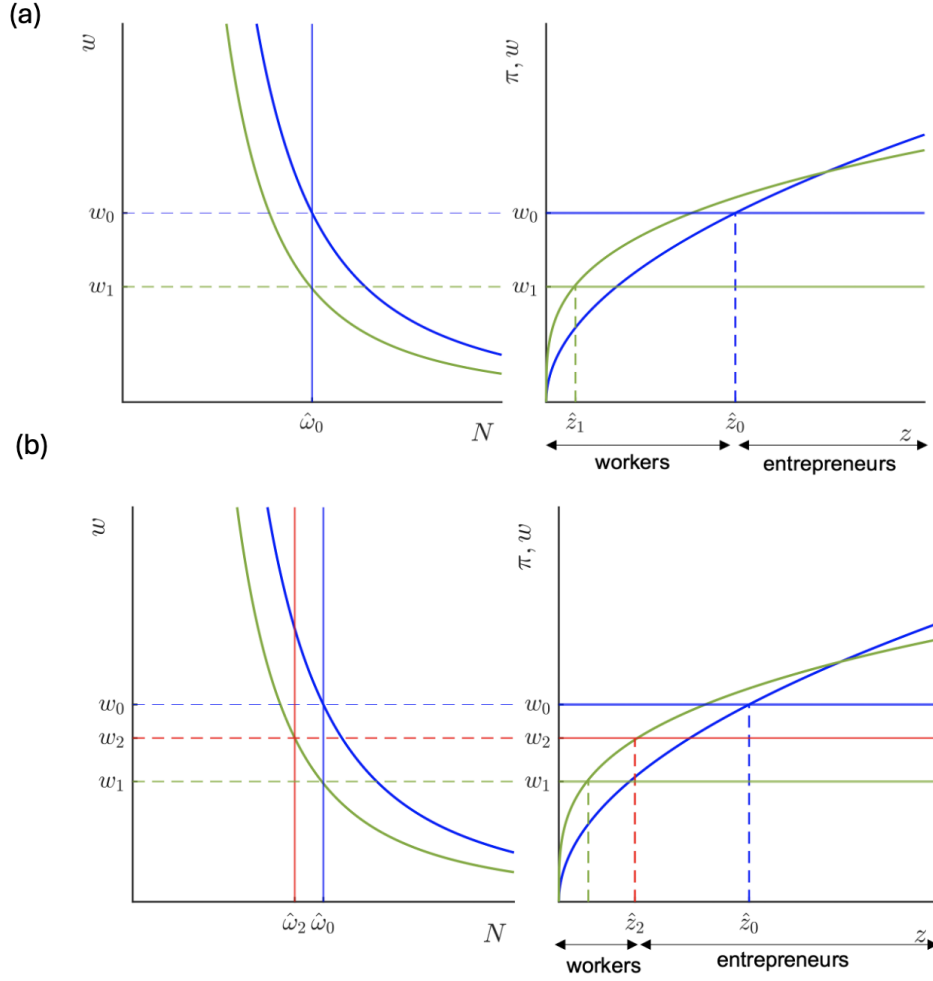 (a)
w
w₀
w₁
ω̂₀
N
π, w
w₀
w₁
ẑ₁
ẑ₀
z
workers
entrepreneurs
(b)
w
w₀
w₂
w₁
ω̂₂ ω̂₀
N
π, w
w₀
w₂
w₁
ẑ₂
ẑ₀
z
workers
entrepreneurs